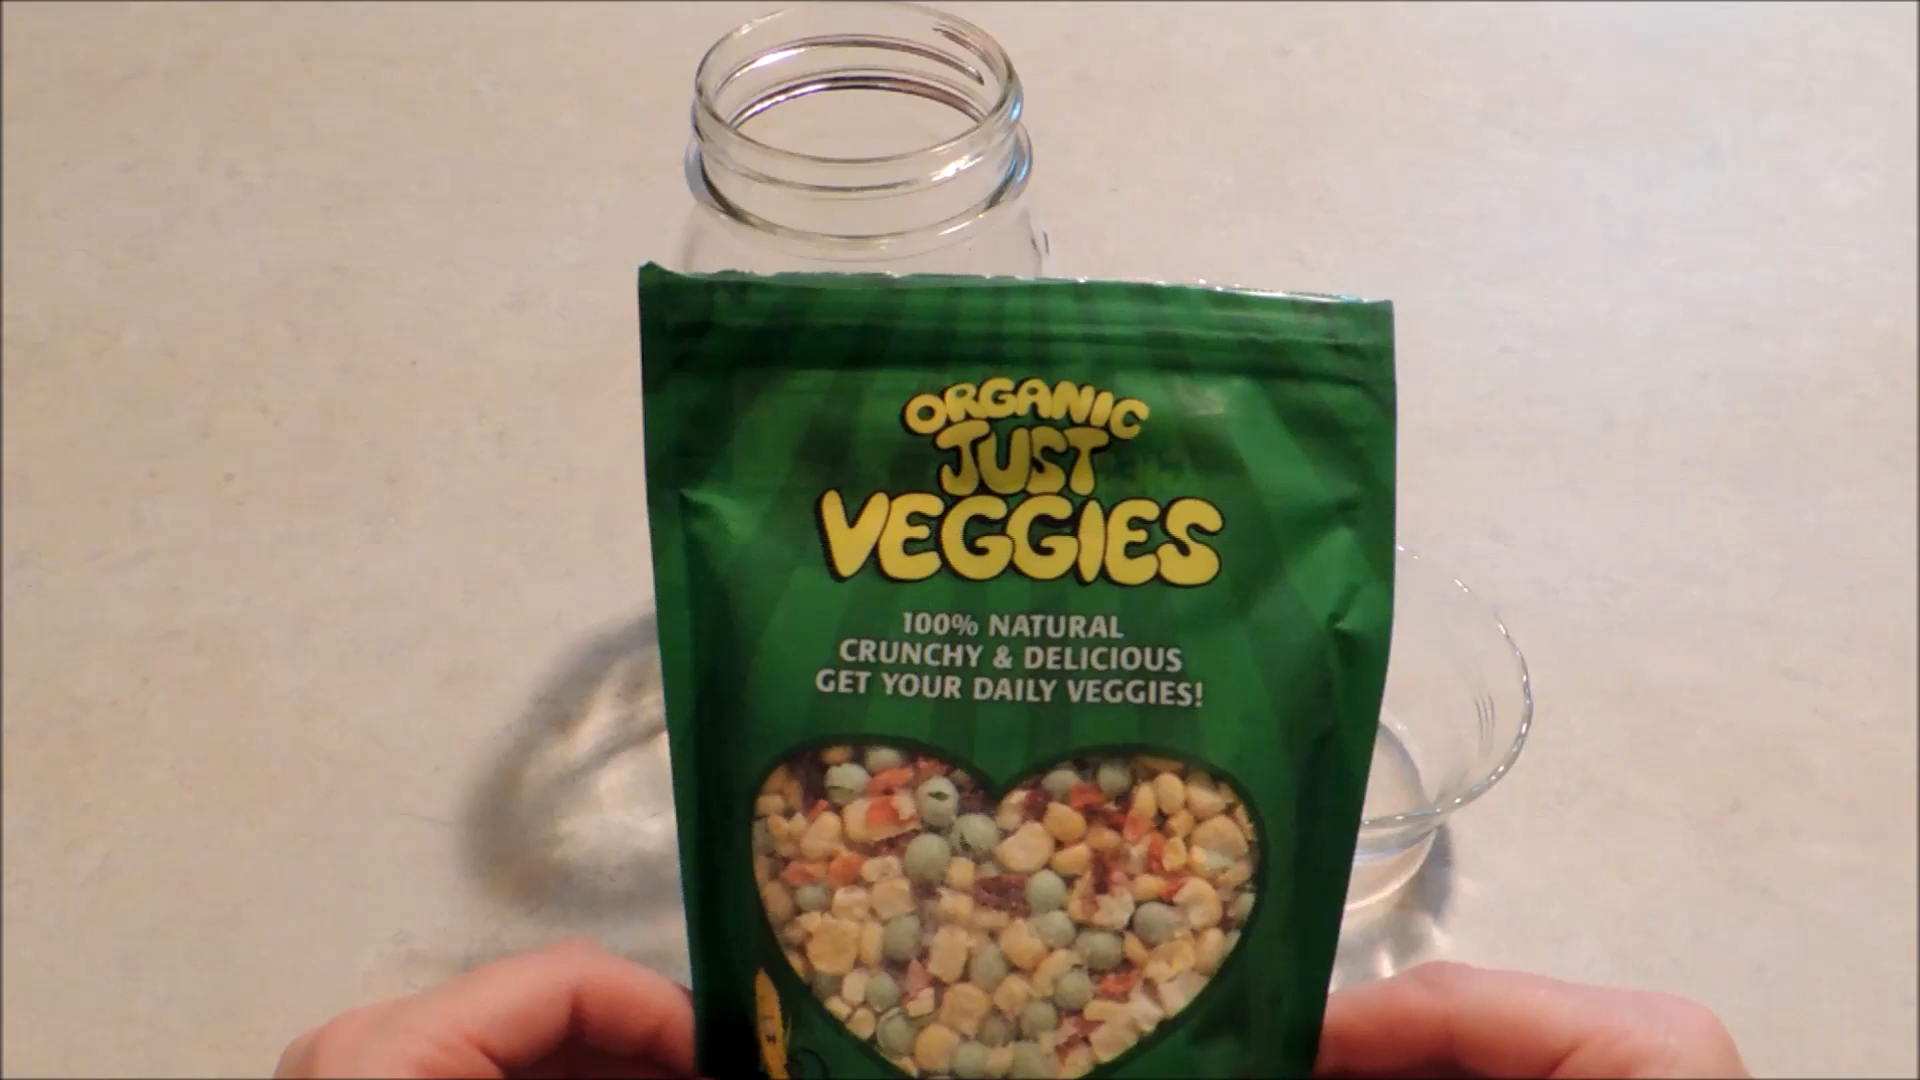 ORGANIC
JUST
VEGGIES
100% NATURAL
CRUNCHY & DELICIOUS
GET YOUR DAILY VEGGIES!